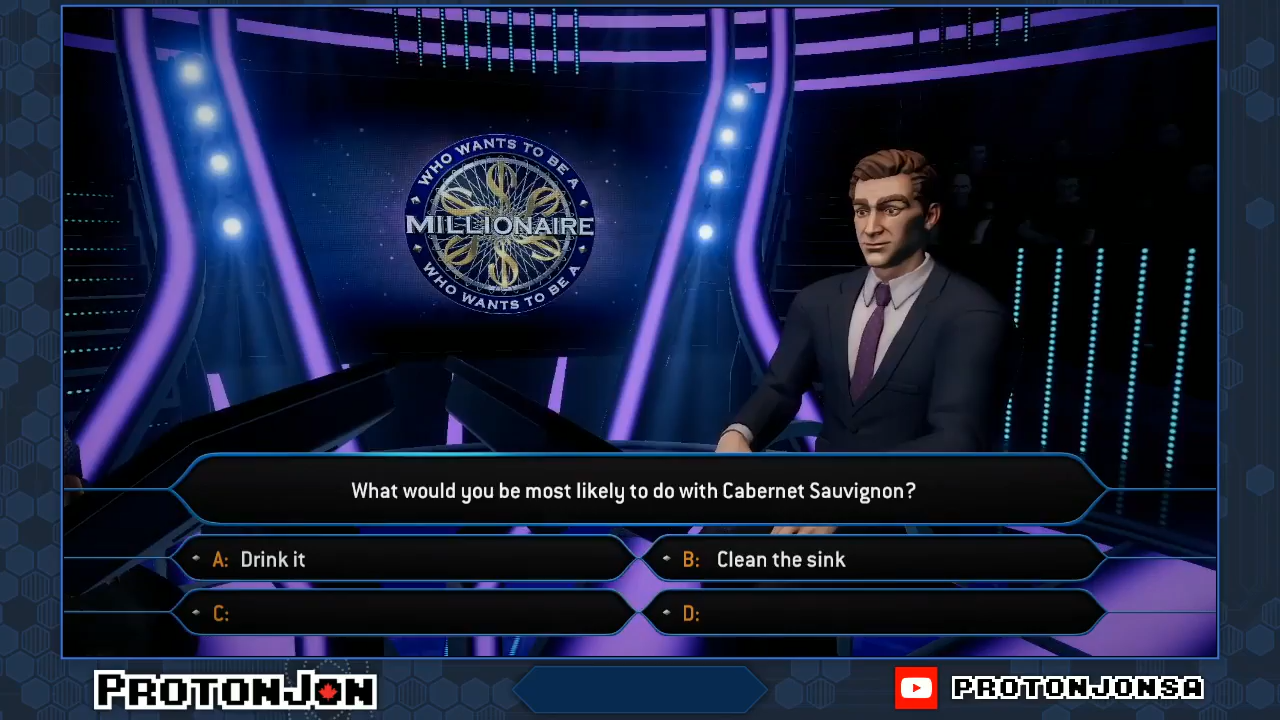 WHO WANTS TO BE A
MILLIONAIRE
WHO WANTS TO BE A
What would you be most likely to do with Cabernet Sauvignon?
A: Drink it
B: Clean the sink
C:
D:
PROTONJON
PROTONJONSA